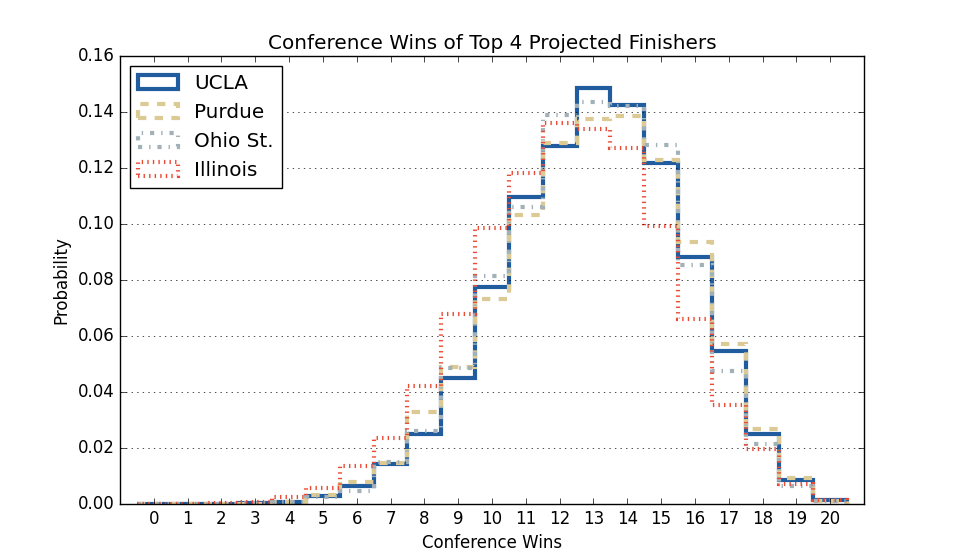 Conference Wins of Top 4 Projected Finishers
UCLA
Purdue
Ohio St.
Illinois
Probability
0.16
0.14
0.12
0.10
0.08
0.06
0.04
0.02
0.00
0 1 2 3 4 5 6 7 8 9 10 11 12 13 14 15 16 17 18 19 20
Conference Wins